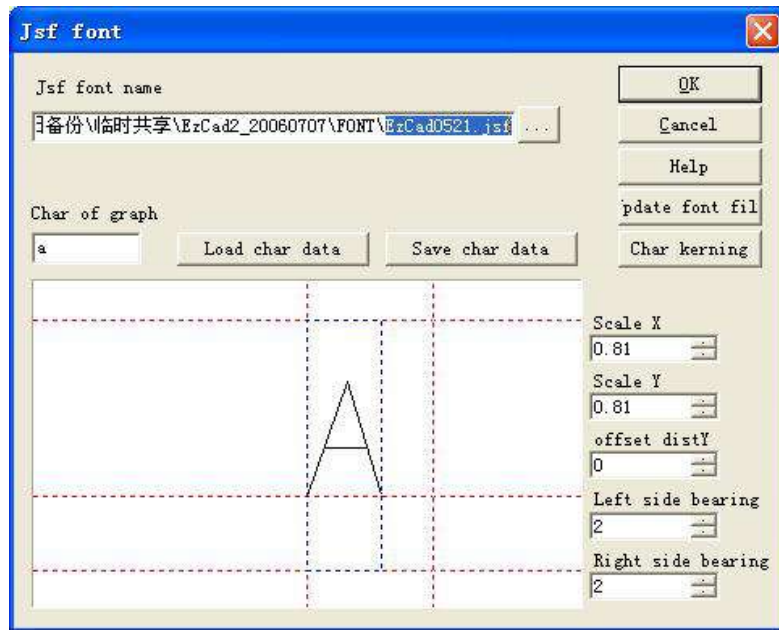 Jsf font
Jsf font name
OK
日备份\临时共享\EzCad2_20060707\FONT\EzCad0521.jsf
...
Cancel
Help
pdate font fil
Char of graph
a
Load char data
Save char data
Char kerning
Scale X
0.81
Scale Y
0.81
offset distY
0
Left side bearing
2
Right side bearing
2
A